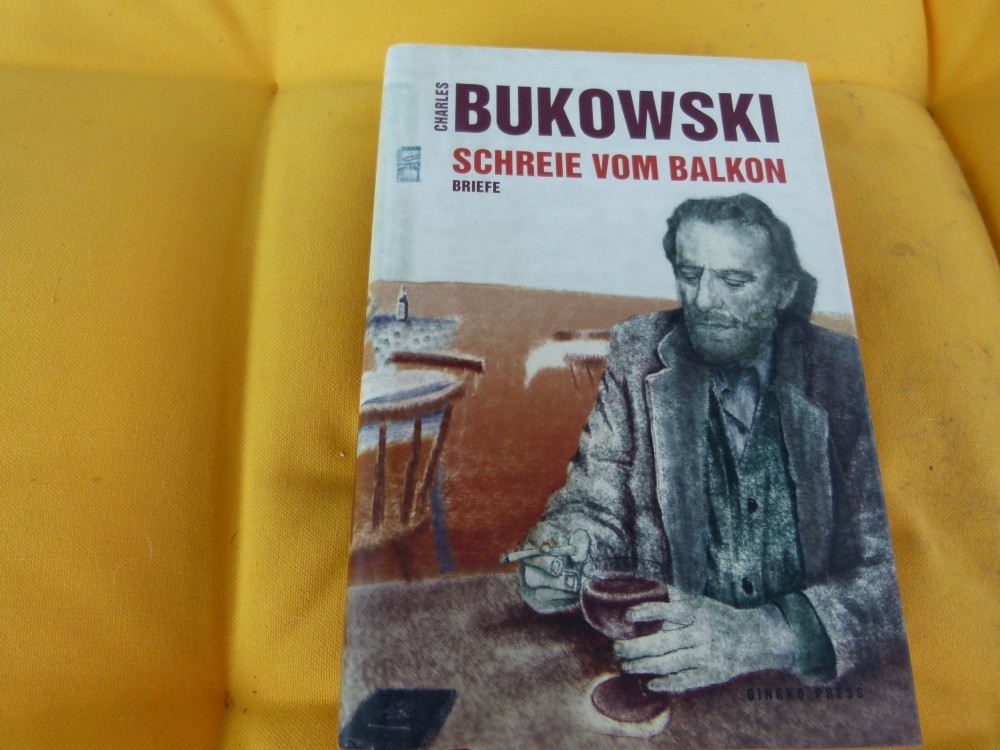 CHARLES
BUKOWSKI
SCHREIE VOM BALKON
BRIEFE
GINGKO PRESS